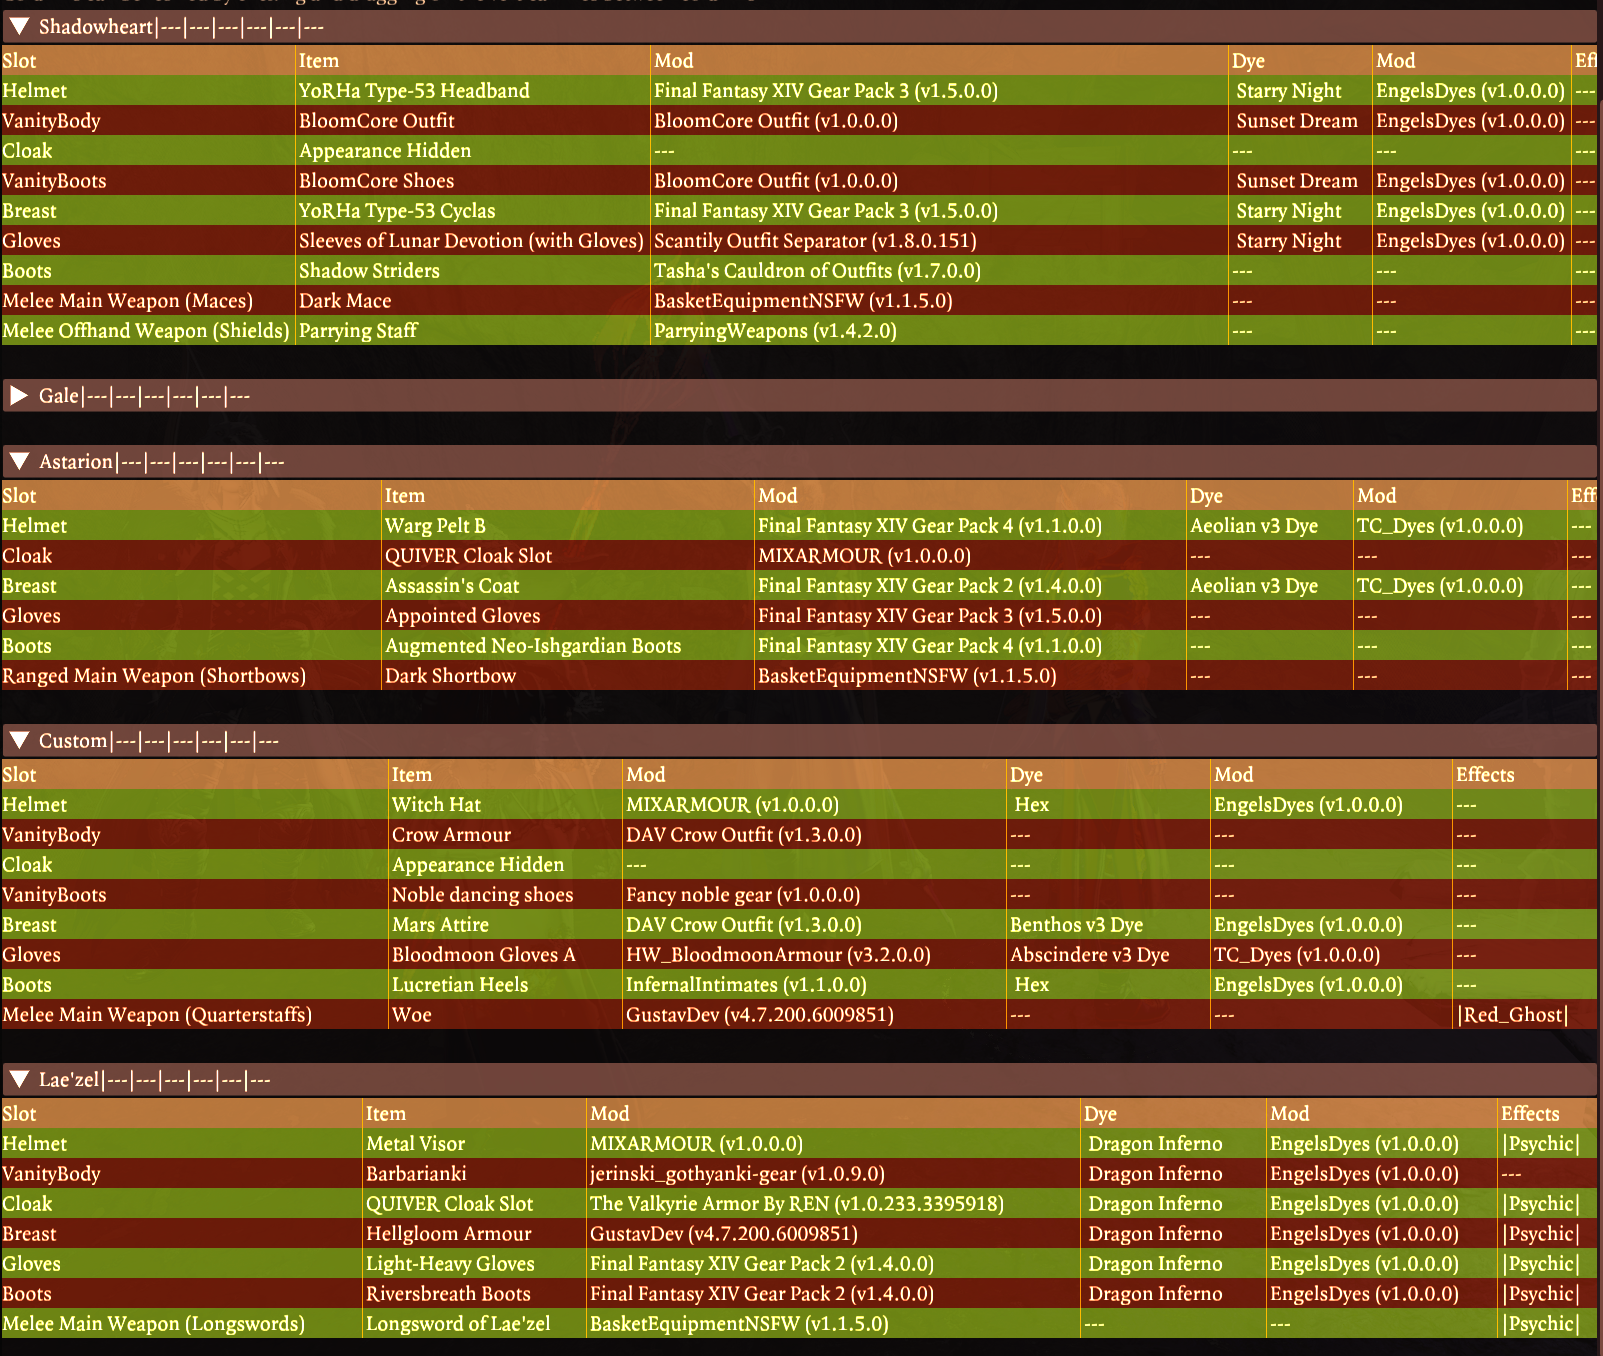 Shadowheart|---|---|---|---|---|---
Slot Item Mod Dye Mod Eff
Helmet YoRHa Type-53 Headband Final Fantasy XIV Gear Pack 3 (v1.5.0.0) Starry Night EngelsDyes (v1.0.0.0) ---
VanityBody BloomCore Outfit BloomCore Outfit (v1.0.0.0) Sunset Dream EngelsDyes (v1.0.0.0) ---
Cloak Appearance Hidden --- --- --- ---
VanityBoots BloomCore Shoes BloomCore Outfit (v1.0.0.0) Sunset Dream EngelsDyes (v1.0.0.0) ---
Breast YoRHa Type-53 Cyclas Final Fantasy XIV Gear Pack 3 (v1.5.0.0) Starry Night EngelsDyes (v1.0.0.0) ---
Gloves Sleeves of Lunar Devotion (with Gloves) Scantily Outfit Separator (v1.8.0.151) Starry Night EngelsDyes (v1.0.0.0) ---
Boots Shadow Striders Tasha's Cauldron of Outfits (v1.7.0.0) --- --- ---
Melee Main Weapon (Maces) Dark Mace BasketEquipmentNSFW (v1.1.5.0) --- --- ---
Melee Offhand Weapon (Shields) Parrying Staff ParryingWeapons (v1.4.2.0) --- --- ---
Gale|---|---|---|---|---|---
Astarion|---|---|---|---|---|---
Slot Item Mod Dye Mod Eff
Helmet Warg Pelt B Final Fantasy XIV Gear Pack 4 (v1.1.0.0) Aeolian v3 Dye TC_Dyes (v1.0.0.0) ---
Cloak QUIVER Cloak Slot MIXARMOUR (v1.0.0.0) --- --- ---
Breast Assassin's Coat Final Fantasy XIV Gear Pack 2 (v1.4.0.0) Aeolian v3 Dye TC_Dyes (v1.0.0.0) ---
Gloves Appointed Gloves Final Fantasy XIV Gear Pack 3 (v1.5.0.0) --- --- ---
Boots Augmented Neo-Ishgardian Boots Final Fantasy XIV Gear Pack 4 (v1.1.0.0) --- --- ---
Ranged Main Weapon (Shortbows) Dark Shortbow BasketEquipmentNSFW (v1.1.5.0) --- --- ---
Custom|---|---|---|---|---|---
Slot Item Mod Dye Mod Effects
Helmet Witch Hat MIXARMOUR (v1.0.0.0) Hex EngelsDyes (v1.0.0.0) ---
VanityBody Crow Armour DAV Crow Outfit (v1.3.0.0) --- --- ---
Cloak Appearance Hidden --- --- --- ---
VanityBoots Noble dancing shoes Fancy noble gear (v1.0.0.0) --- --- ---
Breast Mars Attire DAV Crow Outfit (v1.3.0.0) Benthos v3 Dye EngelsDyes (v1.0.0.0) ---
Gloves Bloodmoon Gloves A HW_BloodmoonArmour (v3.2.0.0) Abscindere v3 Dye TC_Dyes (v1.0.0.0) ---
Boots Lucretian Heels InfernalIntimates (v1.1.0.0) Hex EngelsDyes (v1.0.0.0) ---
Melee Main Weapon (Quarterstaffs) Woe GustavDev (v4.7.200.6009851) --- --- |Red_Ghost|
Lae'zel|---|---|---|---|---|---
Slot Item Mod Dye Mod Effects
Helmet Metal Visor MIXARMOUR (v1.0.0.0) Dragon Inferno EngelsDyes (v1.0.0.0) |Psychic|
VanityBody Barbarianki jerinski_gothyanki-gear (v1.0.9.0) Dragon Inferno EngelsDyes (v1.0.0.0) ---
Cloak QUIVER Cloak Slot The Valkyrie Armor By REN (v1.0.233.3395918) Dragon Inferno EngelsDyes (v1.0.0.0) |Psychic|
Breast Hellgloom Armour GustavDev (v4.7.200.6009851) Dragon Inferno EngelsDyes (v1.0.0.0) |Psychic|
Gloves Light-Heavy Gloves Final Fantasy XIV Gear Pack 2 (v1.4.0.0) Dragon Inferno EngelsDyes (v1.0.0.0) |Psychic|
Boots Riversbreath Boots Final Fantasy XIV Gear Pack 2 (v1.4.0.0) Dragon Inferno EngelsDyes (v1.0.0.0) |Psychic|
Melee Main Weapon (Longswords) Longsword of Lae'zel BasketEquipmentNSFW (v1.1.5.0) --- --- |Psychic|